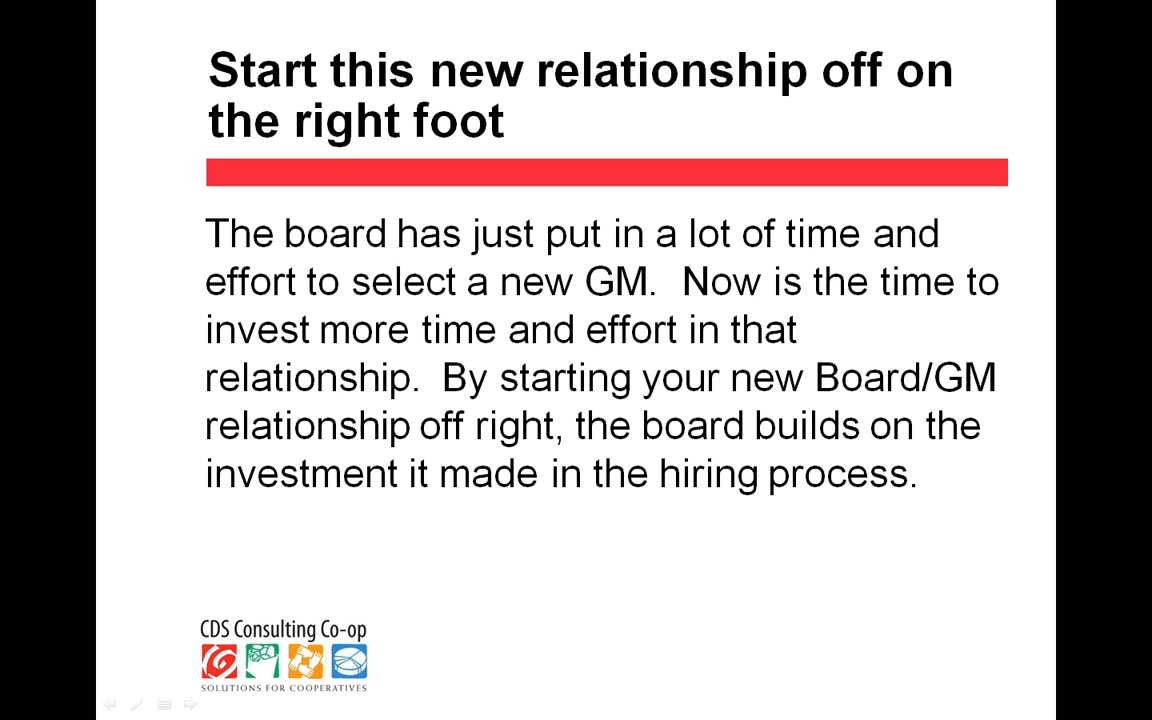 Start this new relationship off on
the right foot
The board has just put in a lot of time and
effort to select a new GM.  Now is the time to
invest more time and effort in that
relationship.  By starting your new Board/GM
relationship off right, the board builds on the
investment it made in the hiring process.
CDS Consulting Co-op
SOLUTIONS FOR COOPERATIVES